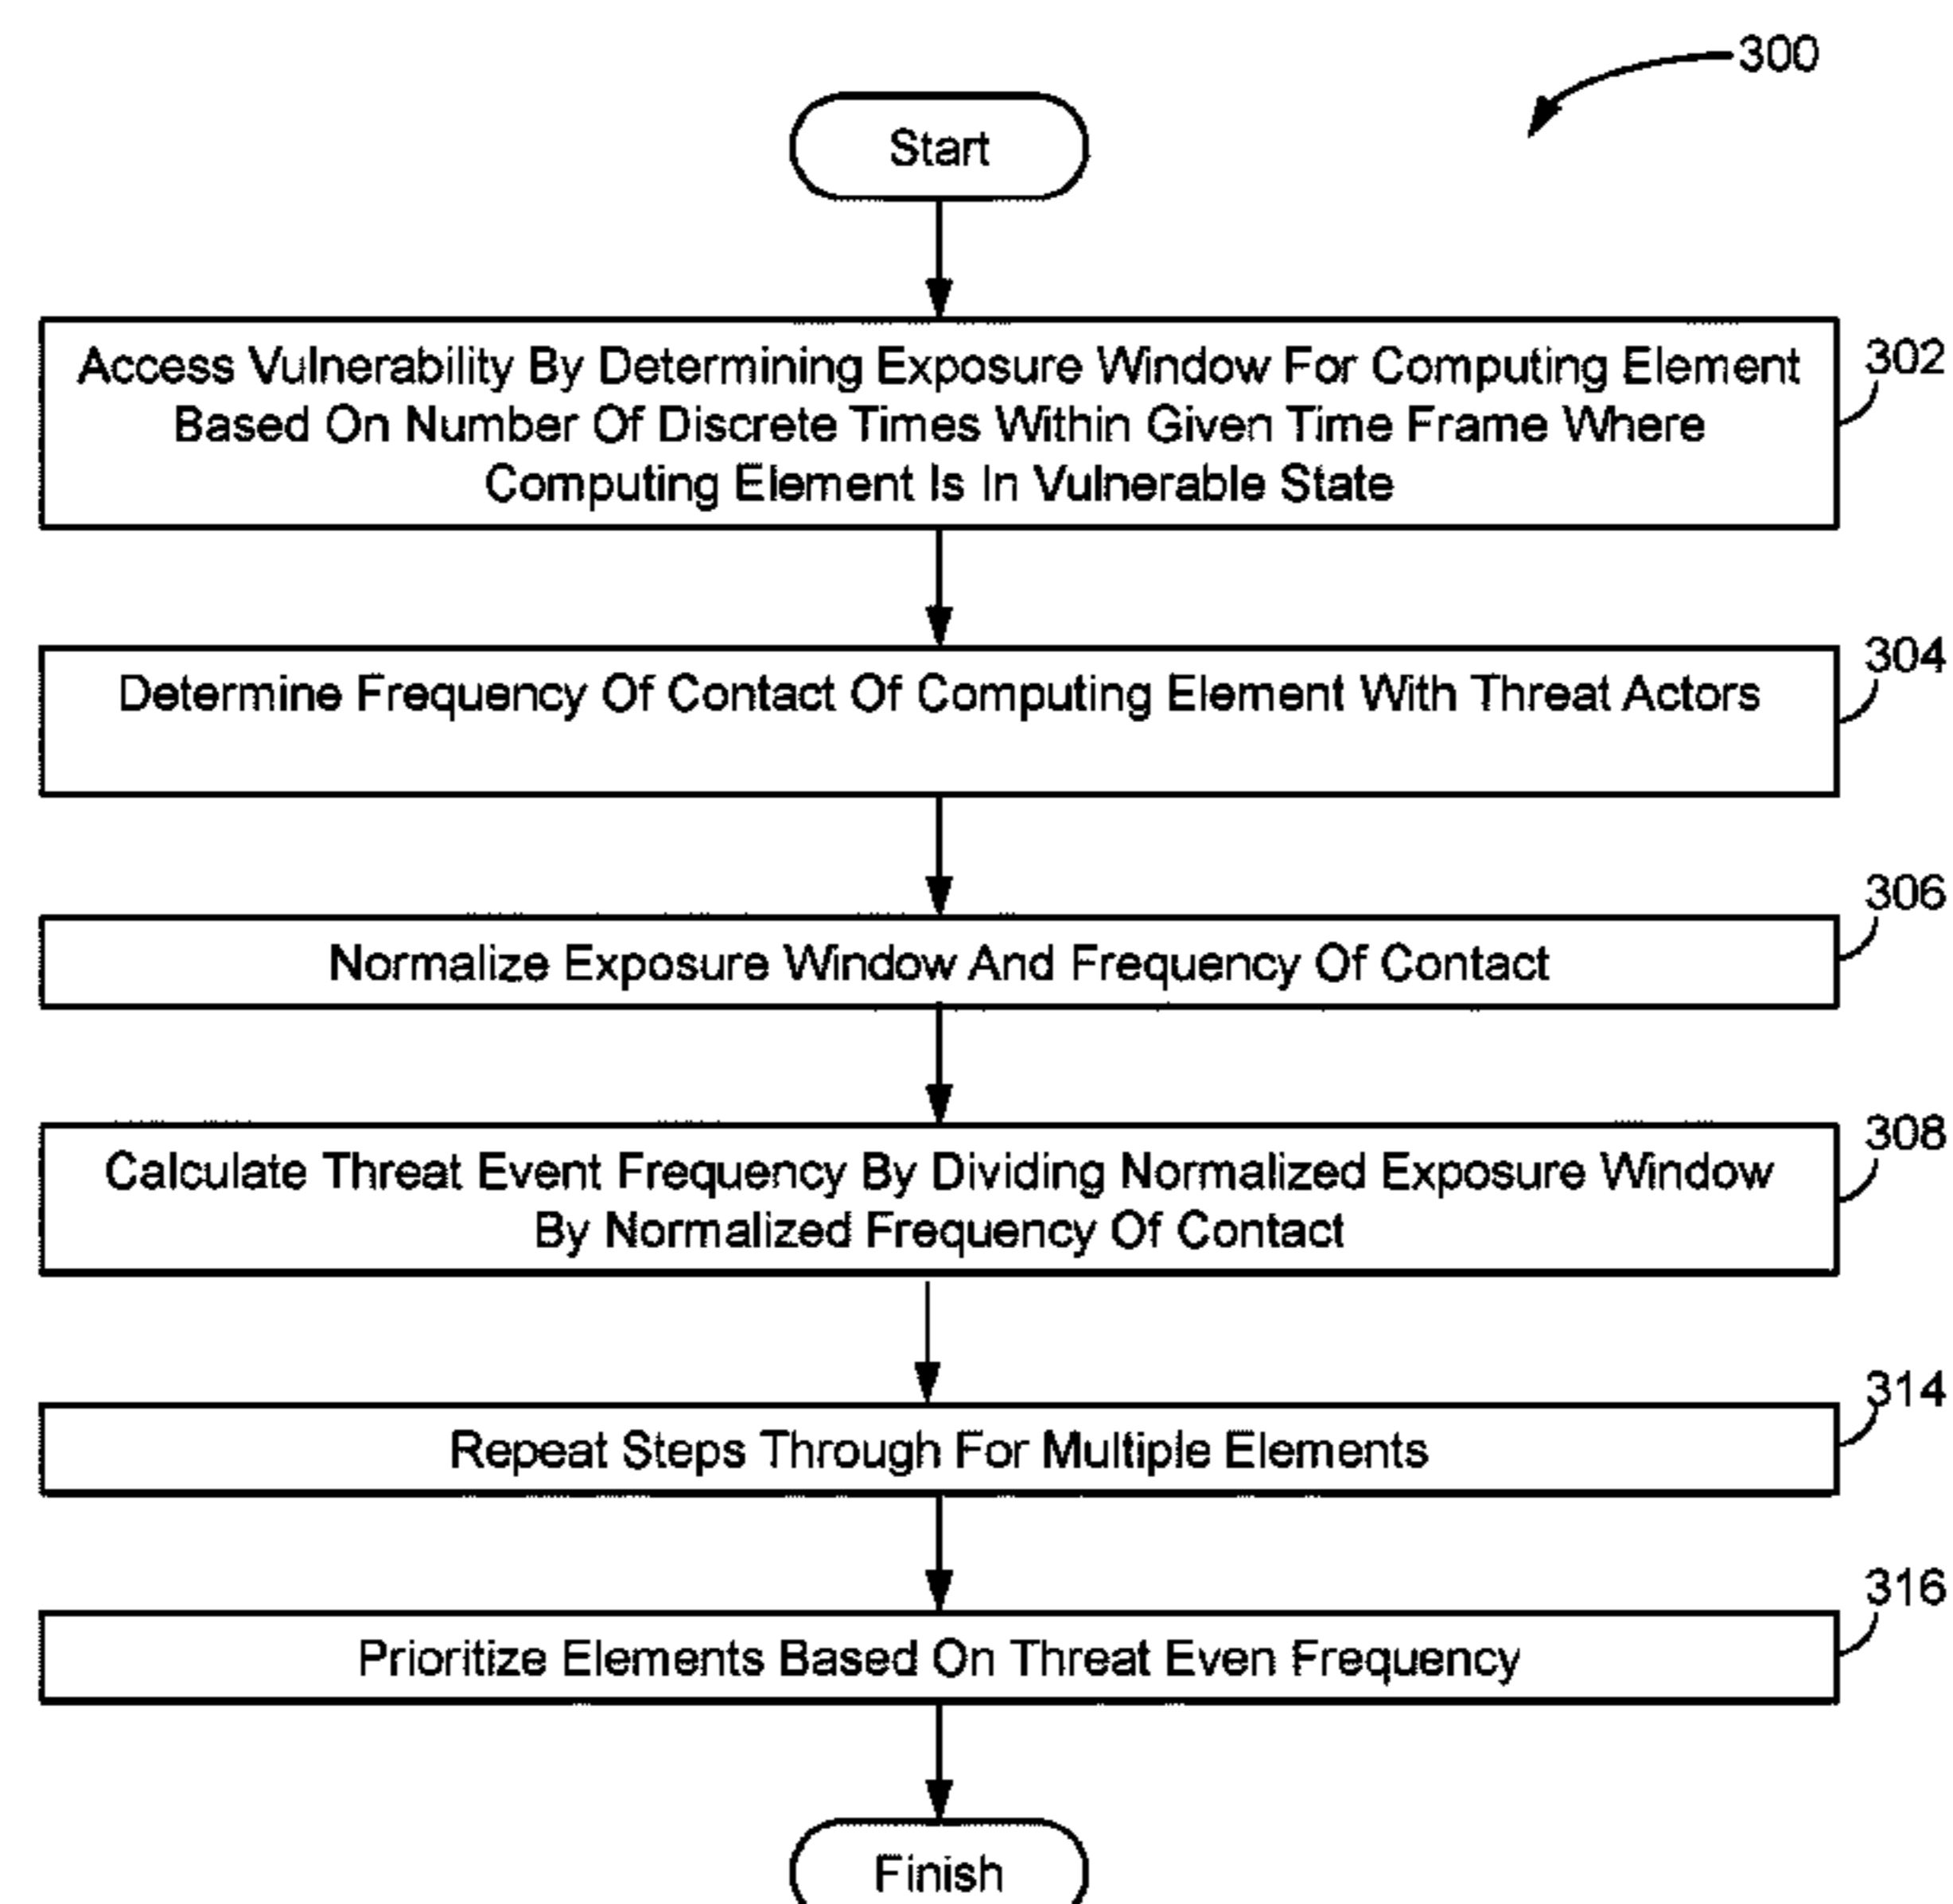 300
Start
Access Vulnerability By Determining Exposure Window For Computing Element
Based On Number Of Discrete Times Within Given Time Frame Where
Computing Element Is In Vulnerable State
302
Determine Frequency Of Contact Of Computing Element With Threat Actors
304
Normalize Exposure Window And Frequency Of Contact
306
Calculate Threat Event Frequency By Dividing Normalized Exposure Window
By Normalized Frequency Of Contact
308
Repeat Steps Through For Multiple Elements
314
Prioritize Elements Based On Threat Even Frequency
316
Finish